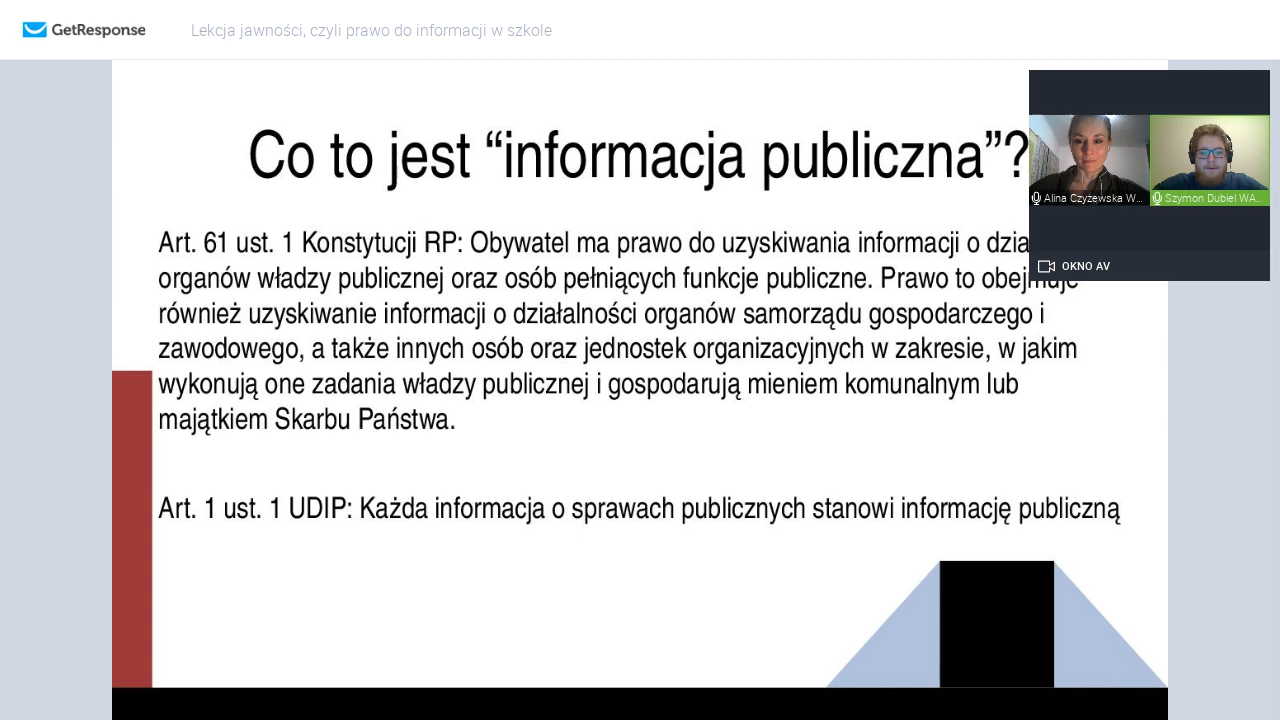 GetResponse
Lekcja jawności, czyli prawo do informacji w szkole
Co to jest “informacja publiczna”?
Art. 61 ust. 1 Konstytucji RP: Obywatel ma prawo do uzyskiwania informacji o dzia
organów władzy publicznej oraz osób pełniących funkcje publiczne. Prawo to obejmuje
również uzyskiwanie informacji o działalności organów samorządu gospodarczego i
zawodowego, a także innych osób oraz jednostek organizacyjnych w zakresie, w jakim
wykonują one zadania władzy publicznej i gospodarują mieniem komunalnym lub
majątkiem Skarbu Państwa.
Art. 1 ust. 1 UDIP: Każda informacja o sprawach publicznych stanowi informację publiczną
Alina Czyżewska W...
Szymon Dubiel WA...
OKNO AV